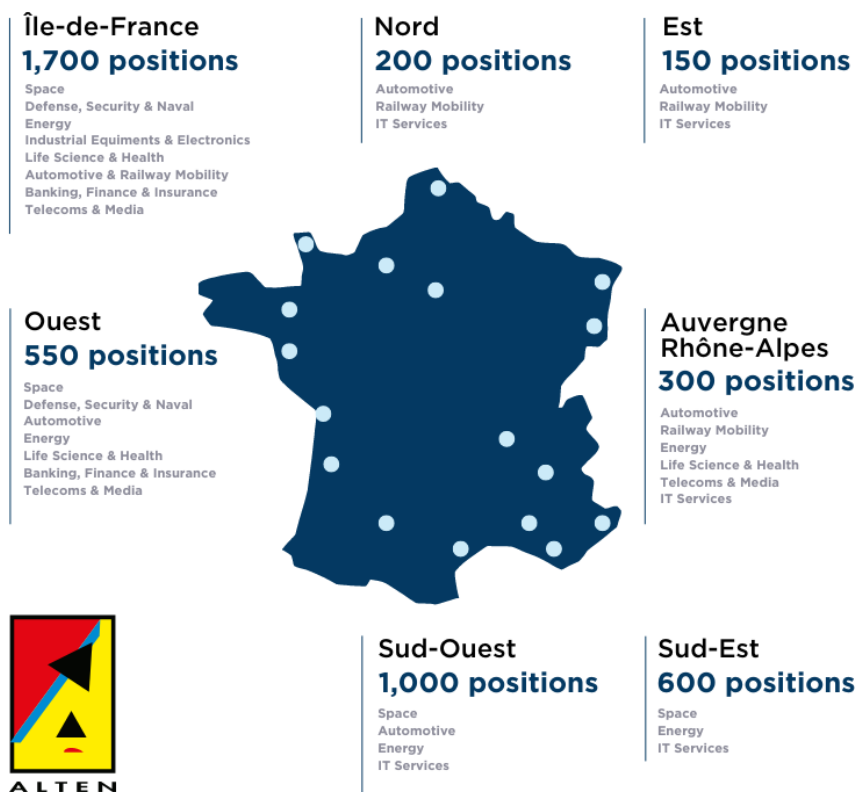 Île-de-France
1,700 positions
Space
Defense, Security & Naval
Energy
Industrial Equiments & Electronics
Life Science & Health
Automotive & Railway Mobility
Banking, Finance & Insurance
Telecoms & Media
Nord
200 positions
Automotive
Railway Mobility
IT Services
Est
150 positions
Automotive
Railway Mobility
IT Services
Ouest
550 positions
Space
Defense, Security & Naval
Automotive
Energy
Life Science & Health
Banking, Finance & Insurance
Telecoms & Media
Auvergne
Rhône-Alpes
300 positions
Automotive
Railway Mobility
Energy
Life Science & Health
Telecoms & Media
IT Services
Sud-Ouest
1,000 positions
Space
Automotive
Energy
IT Services
Sud-Est
600 positions
Space
Energy
IT Services
ALTEN